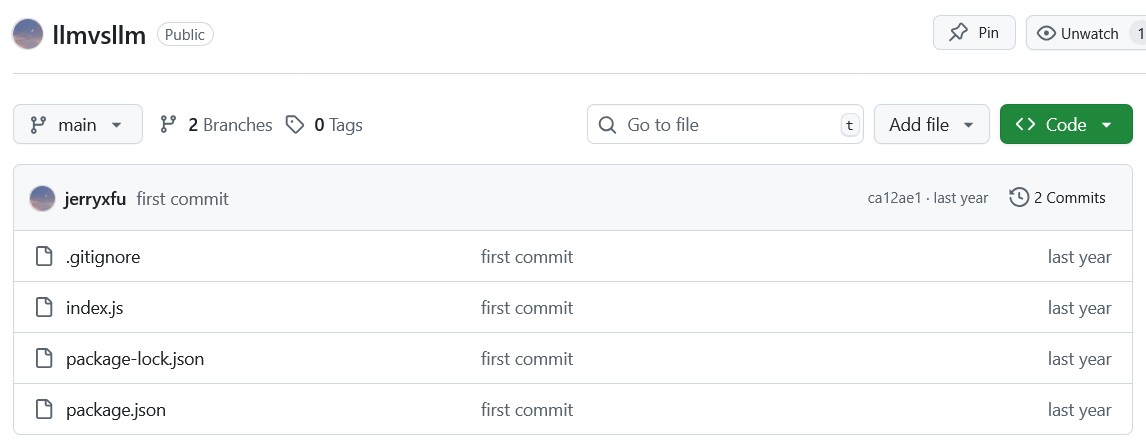 llmvsllm Public Pin Unwatch 1
main 2 Branches 0 Tags Go to file t Add file Code
jerryxfu first commit ca12ae1 · last year 2 Commits
.gitignore first commit last year
index.js first commit last year
package-lock.json first commit last year
package.json first commit last year